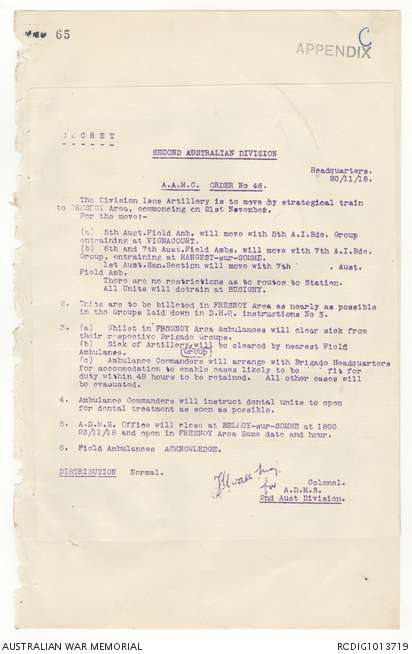 65
C
APPENDIX
SECRET
SECOND AUSTRALIAN DIVISION
Headquarters.
20/11/18.
A.A.M.C. ORDER No 46.
The Division less Artillery is to move by strategical train
to FRESNOY Area, commencing on 21st November.
For the move:-
(a) 5th Aust.Field Amb. will move with 5th A.I.Bde. Group
entraining at VIGNACOURT.
(b) 6th and 7th Aust.Field Ambs. will move with 7th A.I.Bde.
Group, entraining at HANGEST-sur-SOMME.
1st Aust.San.Section will move with 7th . Aust.
Field Amb.
There are no restrictions as to routes to Station.
All Units will detrain at BUSIGNY.
2. Units are to be billeted in FRESNOY Area as nearly as possible
in the Groups laid down in D.H.Q. instructions No 3.
3. (a) Whilst in FRESNOY Area Ambulances will clear sick from
their respective Brigade Groups.
(b) Sick of Artillery will be cleared by nearest Field
Ambulance. Group
(c) Ambulance Commanders will arrange with Brigade Headquarters
for accommodation to enable cases likely to be fit for
duty within 48 hours to be retained. All other cases will
be evacuated.
4. Ambulance Commanders will instruct dental units to open
for dental treatment as soon as possible.
5. A.D.M.S. Office will close at BELLOY-sur-SOMME at 1800
23/11/18 and open in FRESNOY Area Same date and hour.
6. Field Ambulances ACKNOWLEDGE.
DISTRIBUTION Normal.
for
Colonel.
A.D.M.S.
2nd Aust Division.
AUSTRALIAN WAR MEMORIAL
RCDIG1013719